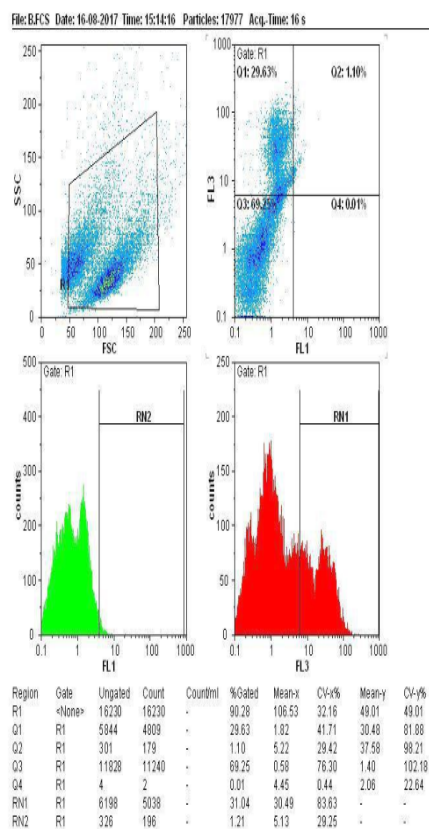 File: B.FCS Date: 16-08-2017 Time: 15:14:16 Particles: 17977 Acq.-Time: 16 s
250
200
150
100
50
0
SSC
R1
0 50 100 150 200 250
FSC
Gate: R1
Q1: 29.63% Q2: 1.10%
Q3: 69.25% Q4: 0.01%
1000
100
10
1
0.1
FL3
0.1 1 10 100 1000
FL1
Gate: R1
RN2
500
400
300
200
100
0
counts
0.1 1 10 100 1000
FL1
Gate: R1
RN1
250
200
150
100
50
0
counts
0.1 1 10 100 1000
FL3
Region Gate Ungated Count Count/ml %Gated Mean-x CV-x% Mean-y CV-y%
R1 <None> 16230 16230 - 90.28 106.53 32.16 49.01 49.01
Q1 R1 5844 4809 - 29.63 1.82 41.71 30.48 81.88
Q2 R1 301 179 - 1.10 5.22 29.42 37.58 98.21
Q3 R1 11828 11240 - 69.25 0.58 76.30 1.40 102.18
Q4 R1 4 2 - 0.01 4.45 0.44 2.06 22.64
RN1 R1 6198 5038 - 31.04 30.49 83.63 - -
RN2 R1 326 196 - 1.21 5.13 29.25 - -